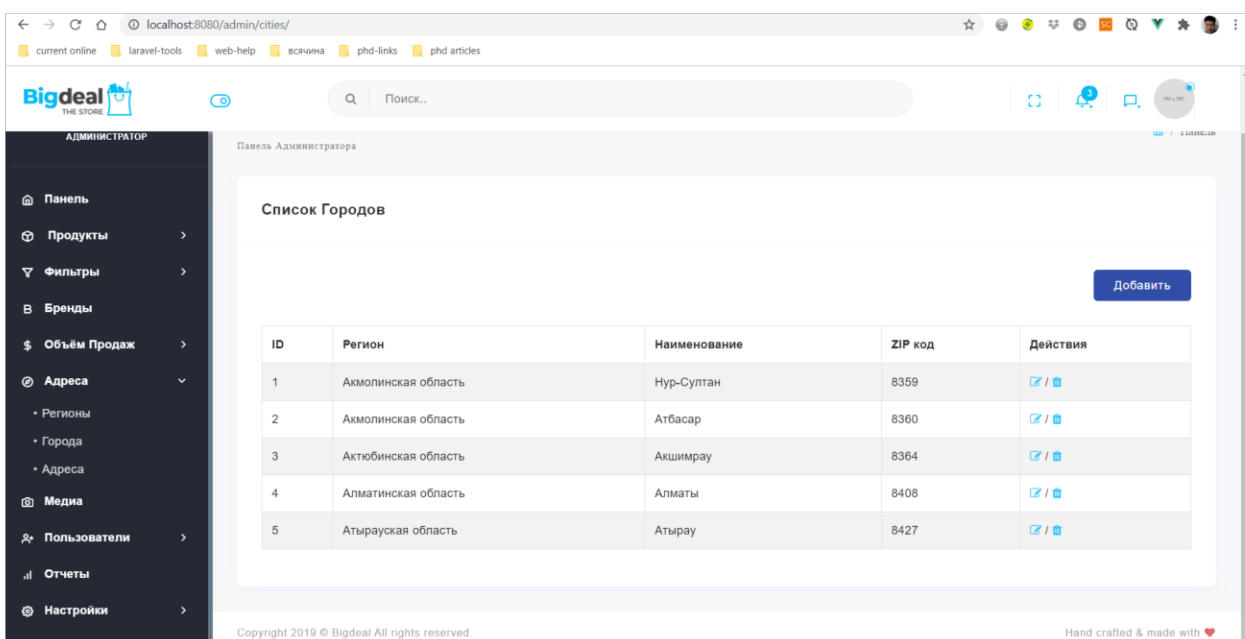 localhost:8080/admin/cities/
current online laravel-tools web-help всячина phd-links phd articles
Bigdeal
THE STORE
Поиск..
3
АДМИНИСТРАТОР
Панель Администратора
/ Панель
Панель
Продукты
Фильтры
Бренды
Объём Продаж
Адреса
• Регионы
• Города
• Адреса
Медиа
Пользователи
Отчеты
Настройки
Список Городов
Добавить
ID Регион Наименование ZIP код Действия
1 Акмолинская область Нур-Султан 8359 /
2 Акмолинская область Атбасар 8360 /
3 Актюбинская область Акшимрау 8364 /
4 Алматинская область Алматы 8408 /
5 Атырауская область Атырау 8427 /
Copyright 2019 © Bigdeal All rights reserved.
Hand crafted & made with